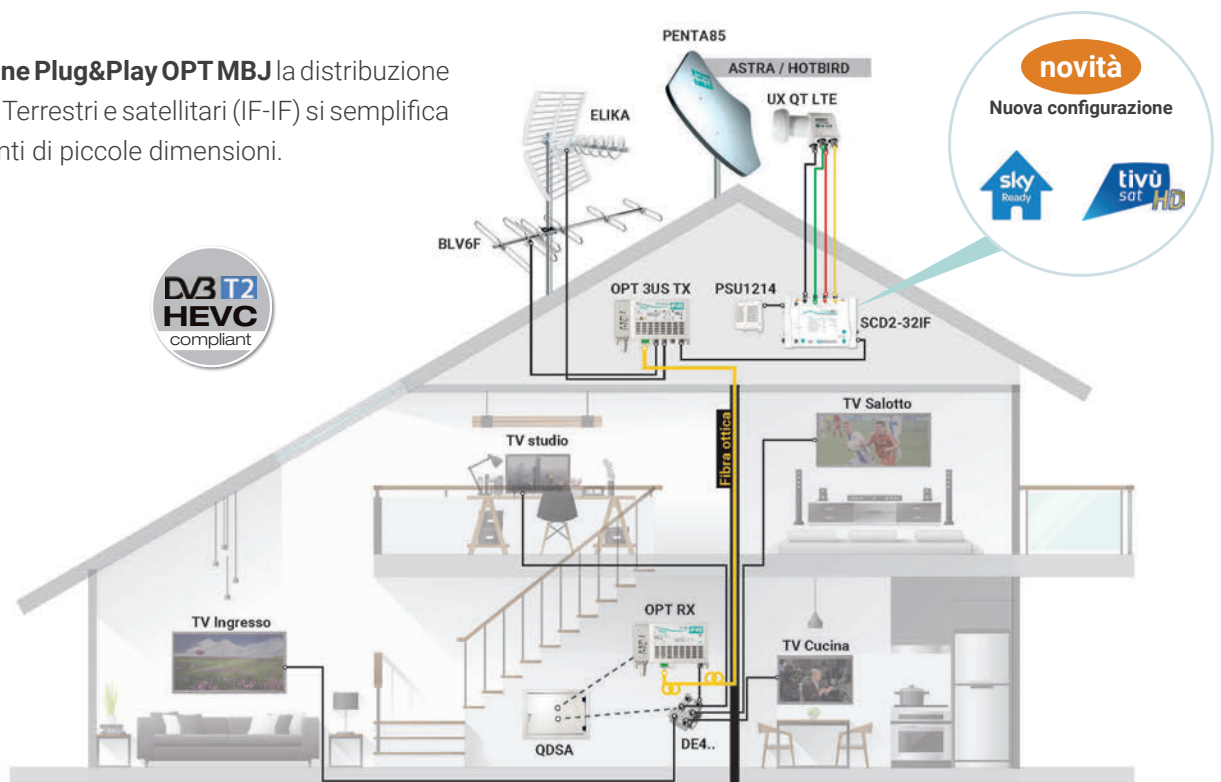 ne Plug&Play OPT MBJ la distribuzione
Terrestri e satellitari (IF-IF) si semplifica
nti di piccole dimensioni.
PENTA85
ASTRA / HOTBIRD
UX QT LTE
ELIKA
BLV6F
novità
Nuova configurazione
sky
Ready
tivù
sat HD
DVB T2
HEVC
compliant
OPT 3US TX
PSU1214
SCD2-32IF
TV studio
Fibra ottica
TV Salotto
TV Ingresso
OPT RX
TV Cucina
QDSA
DE4..